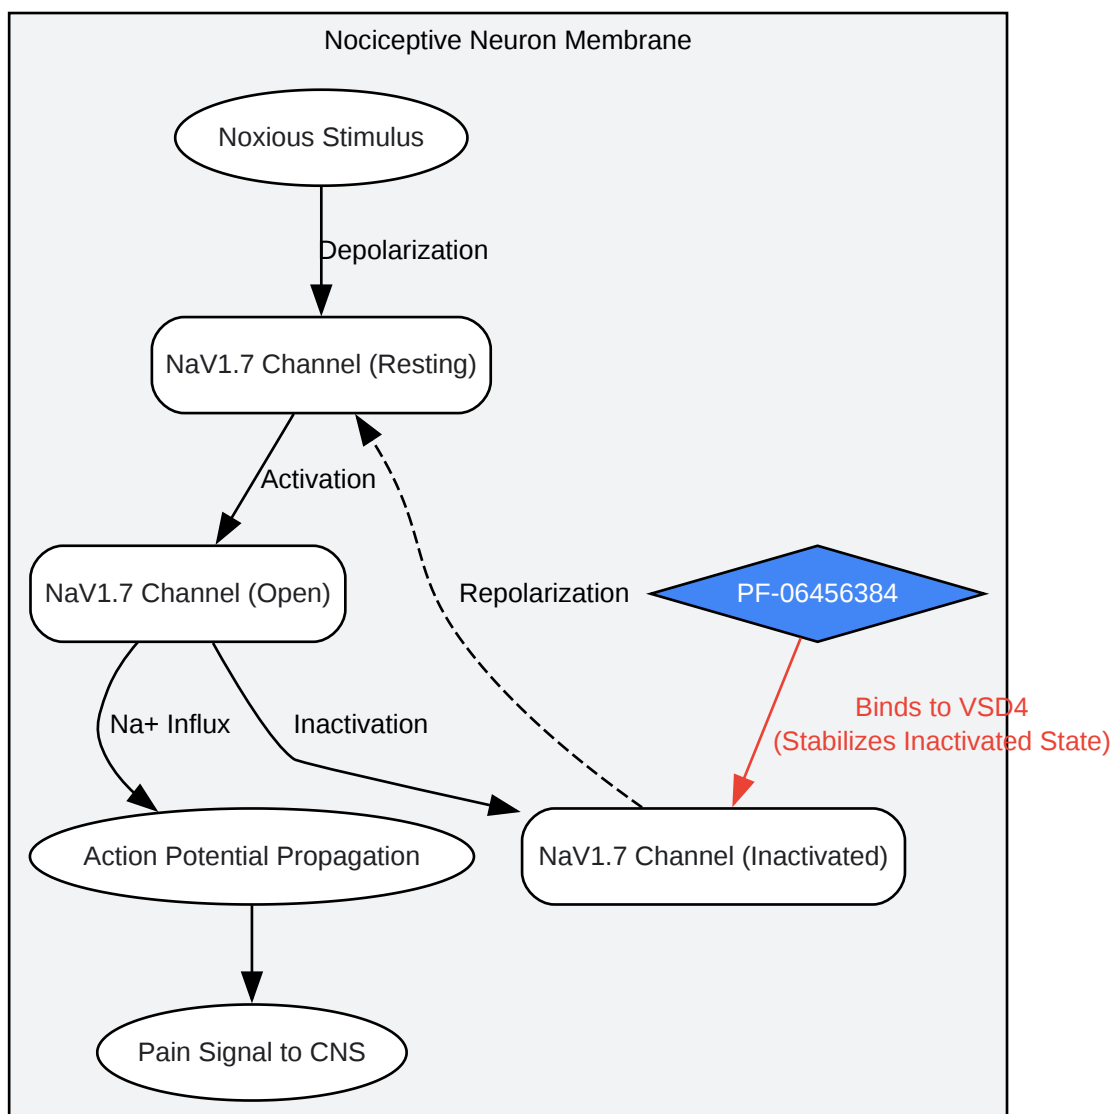 Nociceptive Neuron Membrane
Noxious Stimulus
Depolarization
NaV1.7 Channel (Resting)
Activation
NaV1.7 Channel (Open)
Repolarization
PF-06456384
Na+ Influx
Inactivation
Binds to VSD4
(Stabilizes Inactivated State)
Action Potential Propagation
NaV1.7 Channel (Inactivated)
Pain Signal to CNS